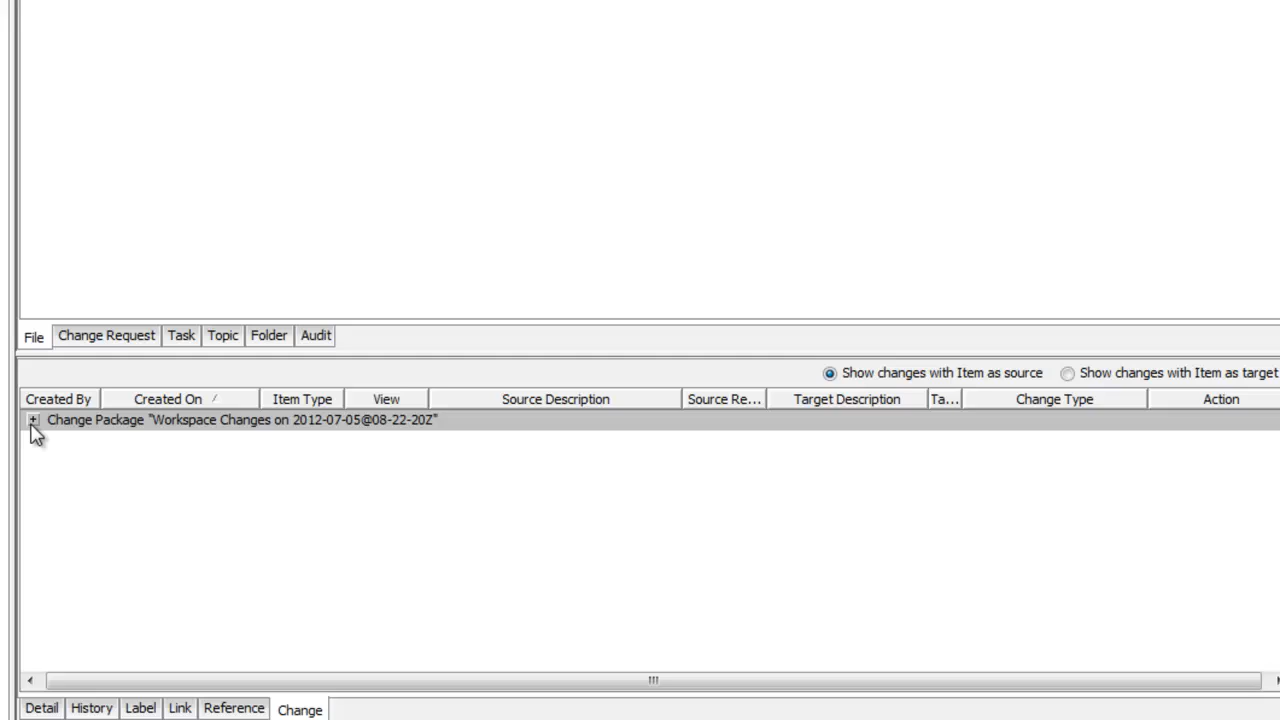 File Change Request Task Topic Folder Audit
Show changes with Item as source Show changes with Item as target
Created By Created On Item Type View Source Description Source Re... Target Description Ta... Change Type Action
Change Package "Workspace Changes on 2012-07-05@08-22-20Z"
Detail History Label Link Reference Change